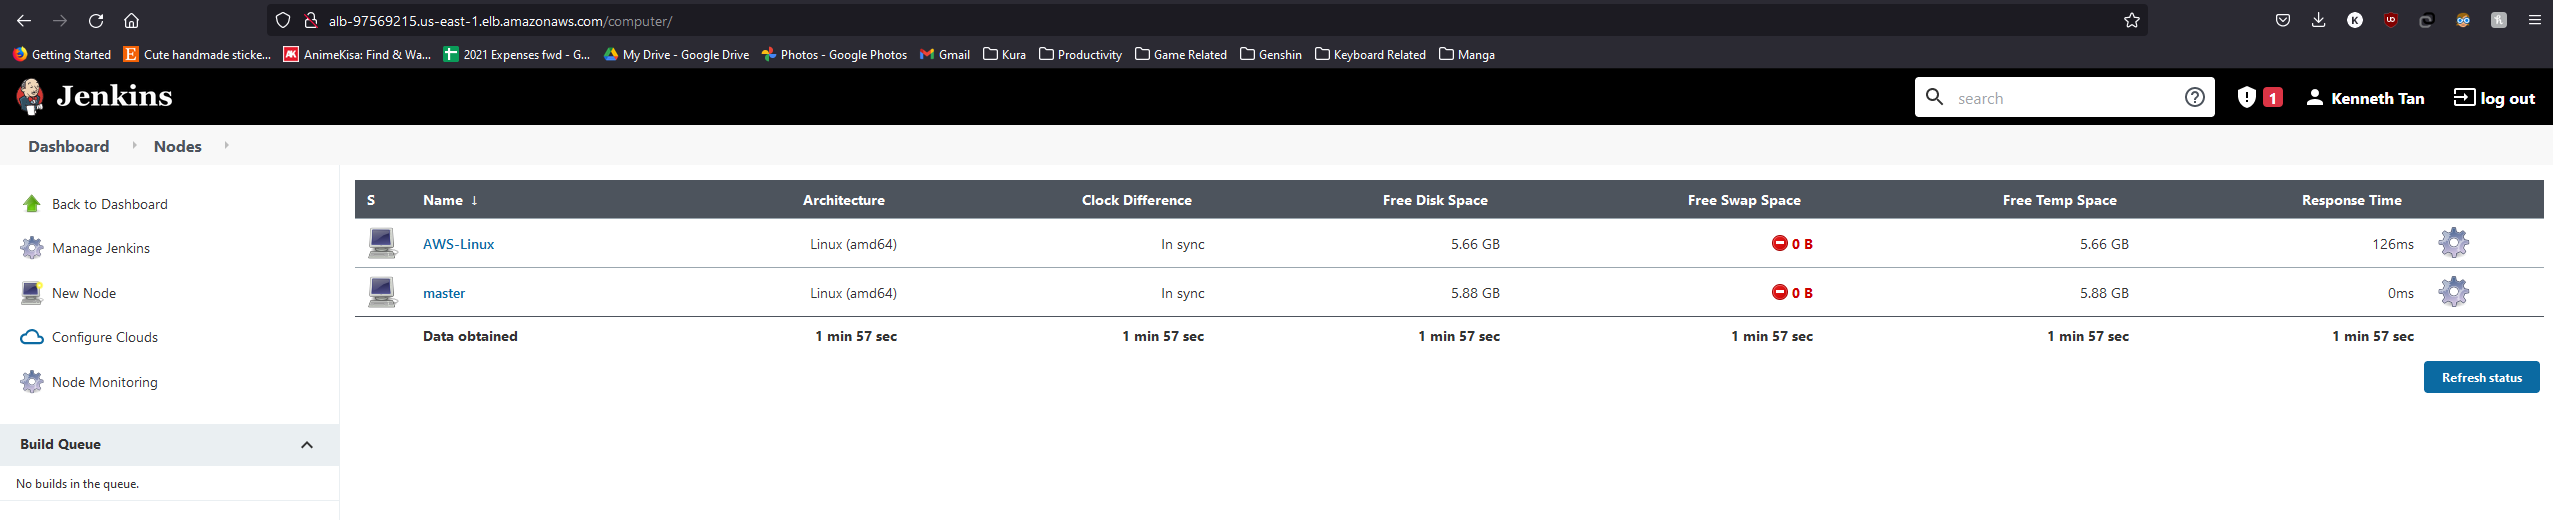 alb-97569215.us-east-1.elb.amazonaws.com/computer/
Getting Started Cute handmade sticke... AnimeKisa: Find & Wa... 2021 Expenses fwd - G... My Drive - Google Drive Photos - Google Photos Gmail Kura Productivity Game Related Genshin Keyboard Related Manga
Jenkins search 1 Kenneth Tan log out
Dashboard Nodes
Back to Dashboard
Manage Jenkins
New Node
Configure Clouds
Node Monitoring
Build Queue
No builds in the queue.
S Name ↓ Architecture Clock Difference Free Disk Space Free Swap Space Free Temp Space Response Time
AWS-Linux Linux (amd64) In sync 5.66 GB 0 B 5.66 GB 126ms
master Linux (amd64) In sync 5.88 GB 0 B 5.88 GB 0ms
Data obtained 1 min 57 sec 1 min 57 sec 1 min 57 sec 1 min 57 sec 1 min 57 sec 1 min 57 sec
Refresh status